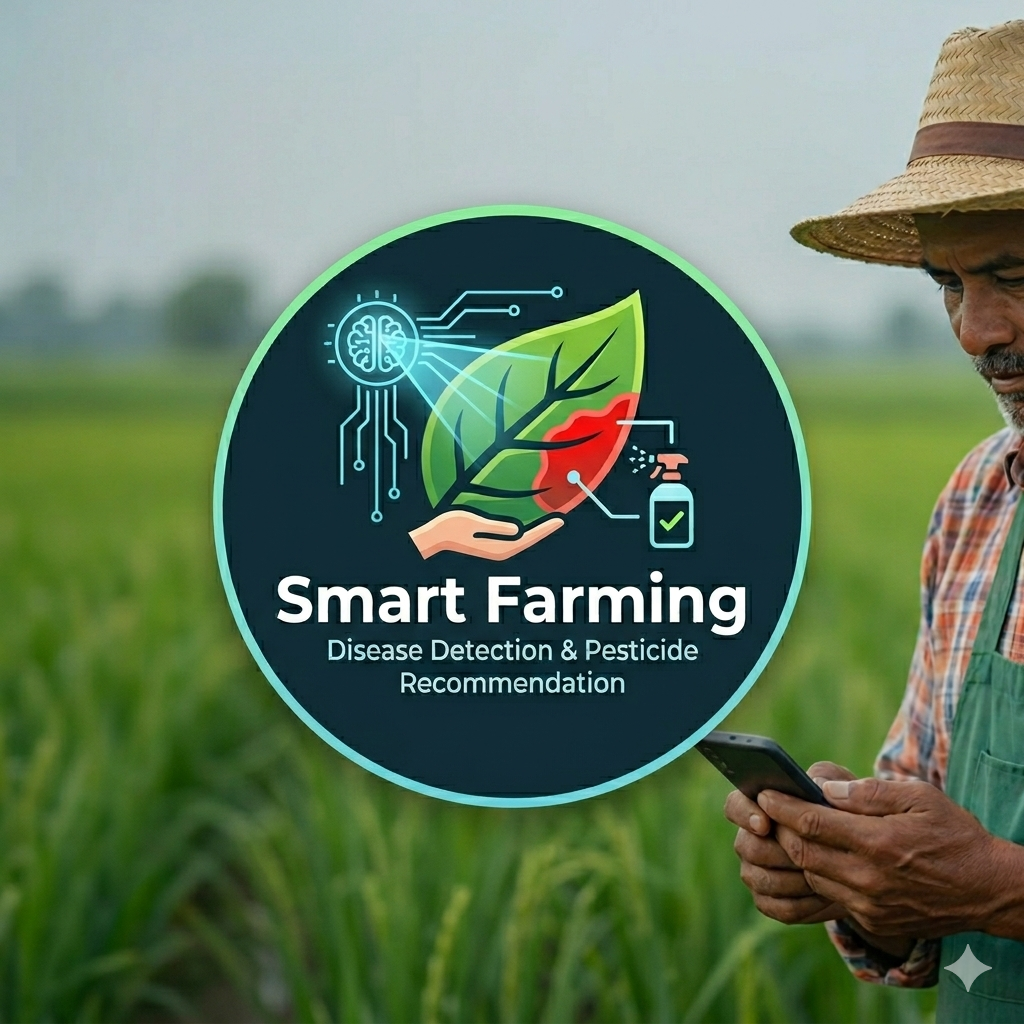 Smart Farming
Disease Detection & Pesticide
Recommendation